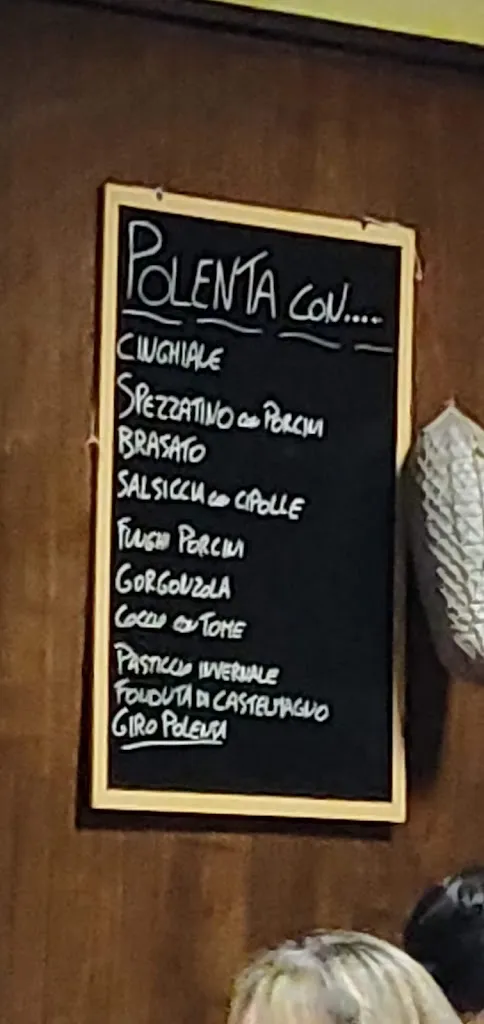 POLENTA CON.....
CINGHIALE
SPEZZATINO con PORCINI
BRASATO
SALSICCIA con CIPOLLE
FUNGHI PORCINI
GORGONZOLA
COCCIO con TOME
PASTICCIO INVERNALE
FONDUTA DI CASTELMAGNO
GIRO POLENTA